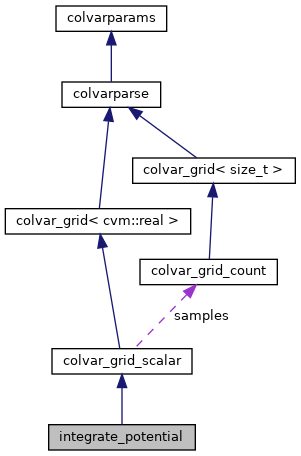 colvarparams
colvarparse
colvar_grid< size_t >
colvar_grid< cvm::real >
colvar_grid_count
samples
colvar_grid_scalar
integrate_potential